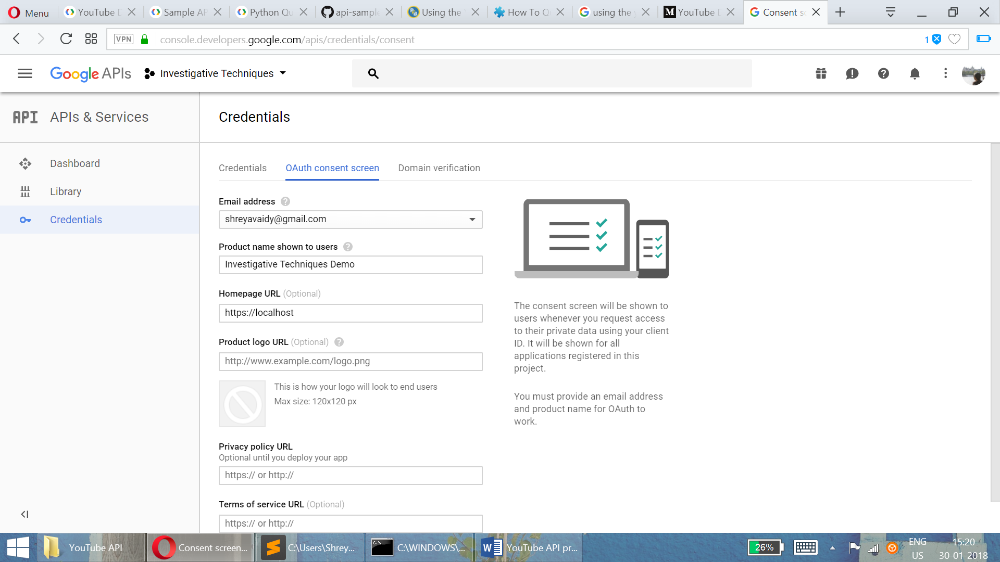 Menu
YouTube D
Sample AP
Python Qu
api-sample
Using the Y
How To Q
using the y
YouTube D
Consent sc
VPN
console.developers.google.com/apis/credentials/consent
1
Google APIs
Investigative Techniques
API
APIs & Services
Credentials
Dashboard
Library
Credentials
Credentials
OAuth consent screen
Domain verification
Email address
shreyavaidy@gmail.com
Product name shown to users
Investigative Techniques Demo
Homepage URL (Optional)
https://localhost
Product logo URL (Optional)
http://www.example.com/logo.png
This is how your logo will look to end users
Max size: 120x120 px
Privacy policy URL
Optional until you deploy your app
https:// or http://
Terms of service URL (Optional)
https:// or http://
The consent screen will be shown to
users whenever you request access
to their private data using your client
ID. It will be shown for all
applications registered in this
project.
You must provide an email address
and product name for OAuth to
work.
YouTube API
Consent screen...
C:\Users\Shrey...
C:\WINDOWS\...
YouTube API pr...
26%
ENG
US
15:20
30-01-2018